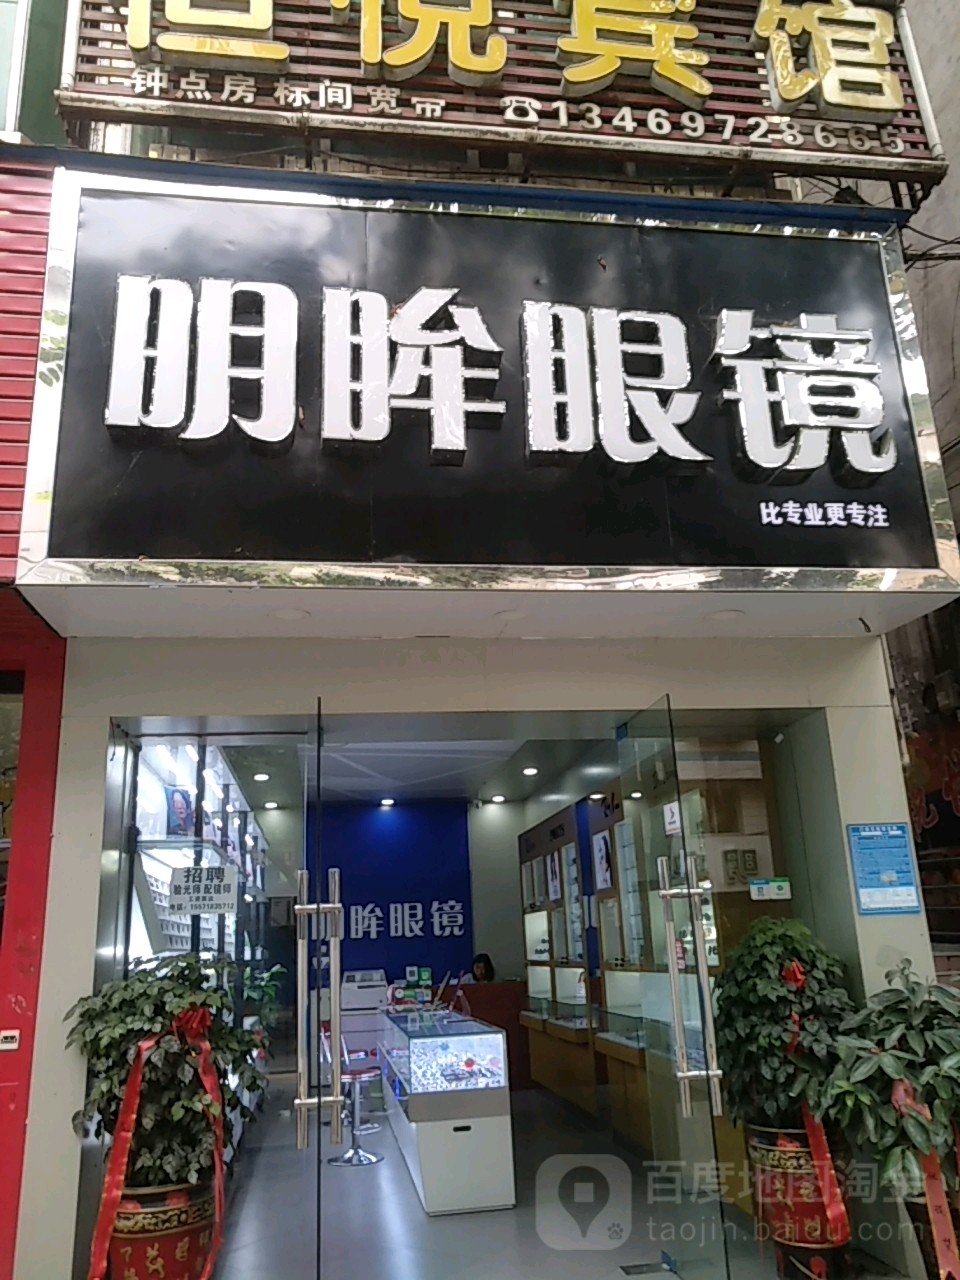 恒悦宾馆
钟点房 标间 宽带 ☎13469728665
明眸眼镜
比专业更专注
招聘
验光师 配镜师
明眸眼镜
百度地图淘金
taojin.baidu.com